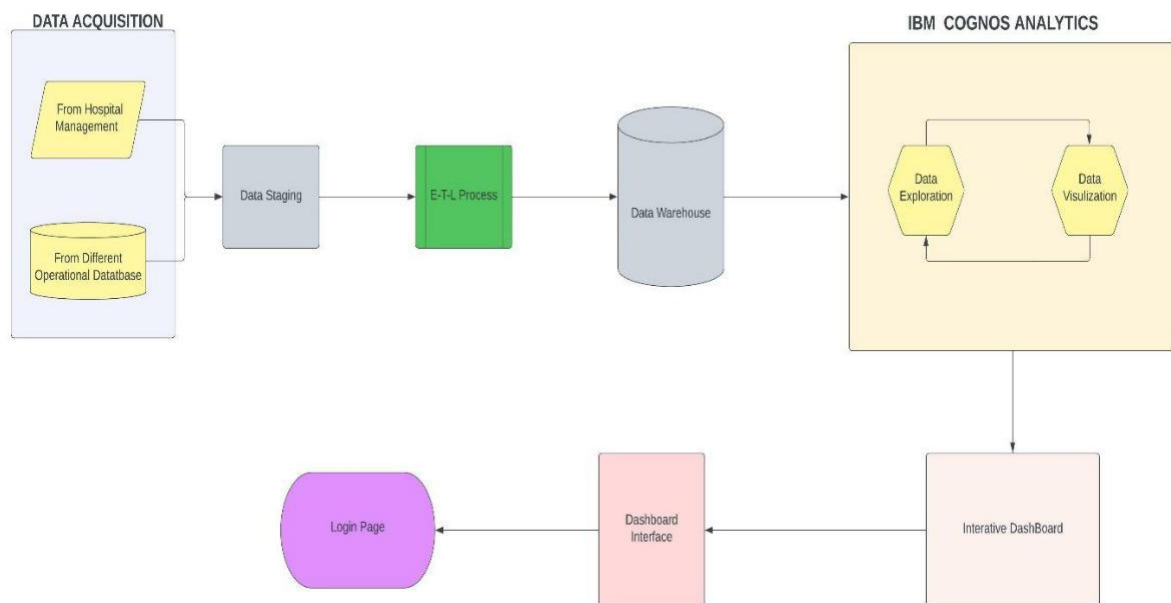 DATA ACQUISITION
IBM COGNOS ANALYTICS
From Hospital
Management
From Different
Operational Datatbase
Data Staging
E-T-L Process
Data Warehouse
Data
Exploration
Data
Visulization
Login Page
Dashboard
Interface
Interative DashBoard